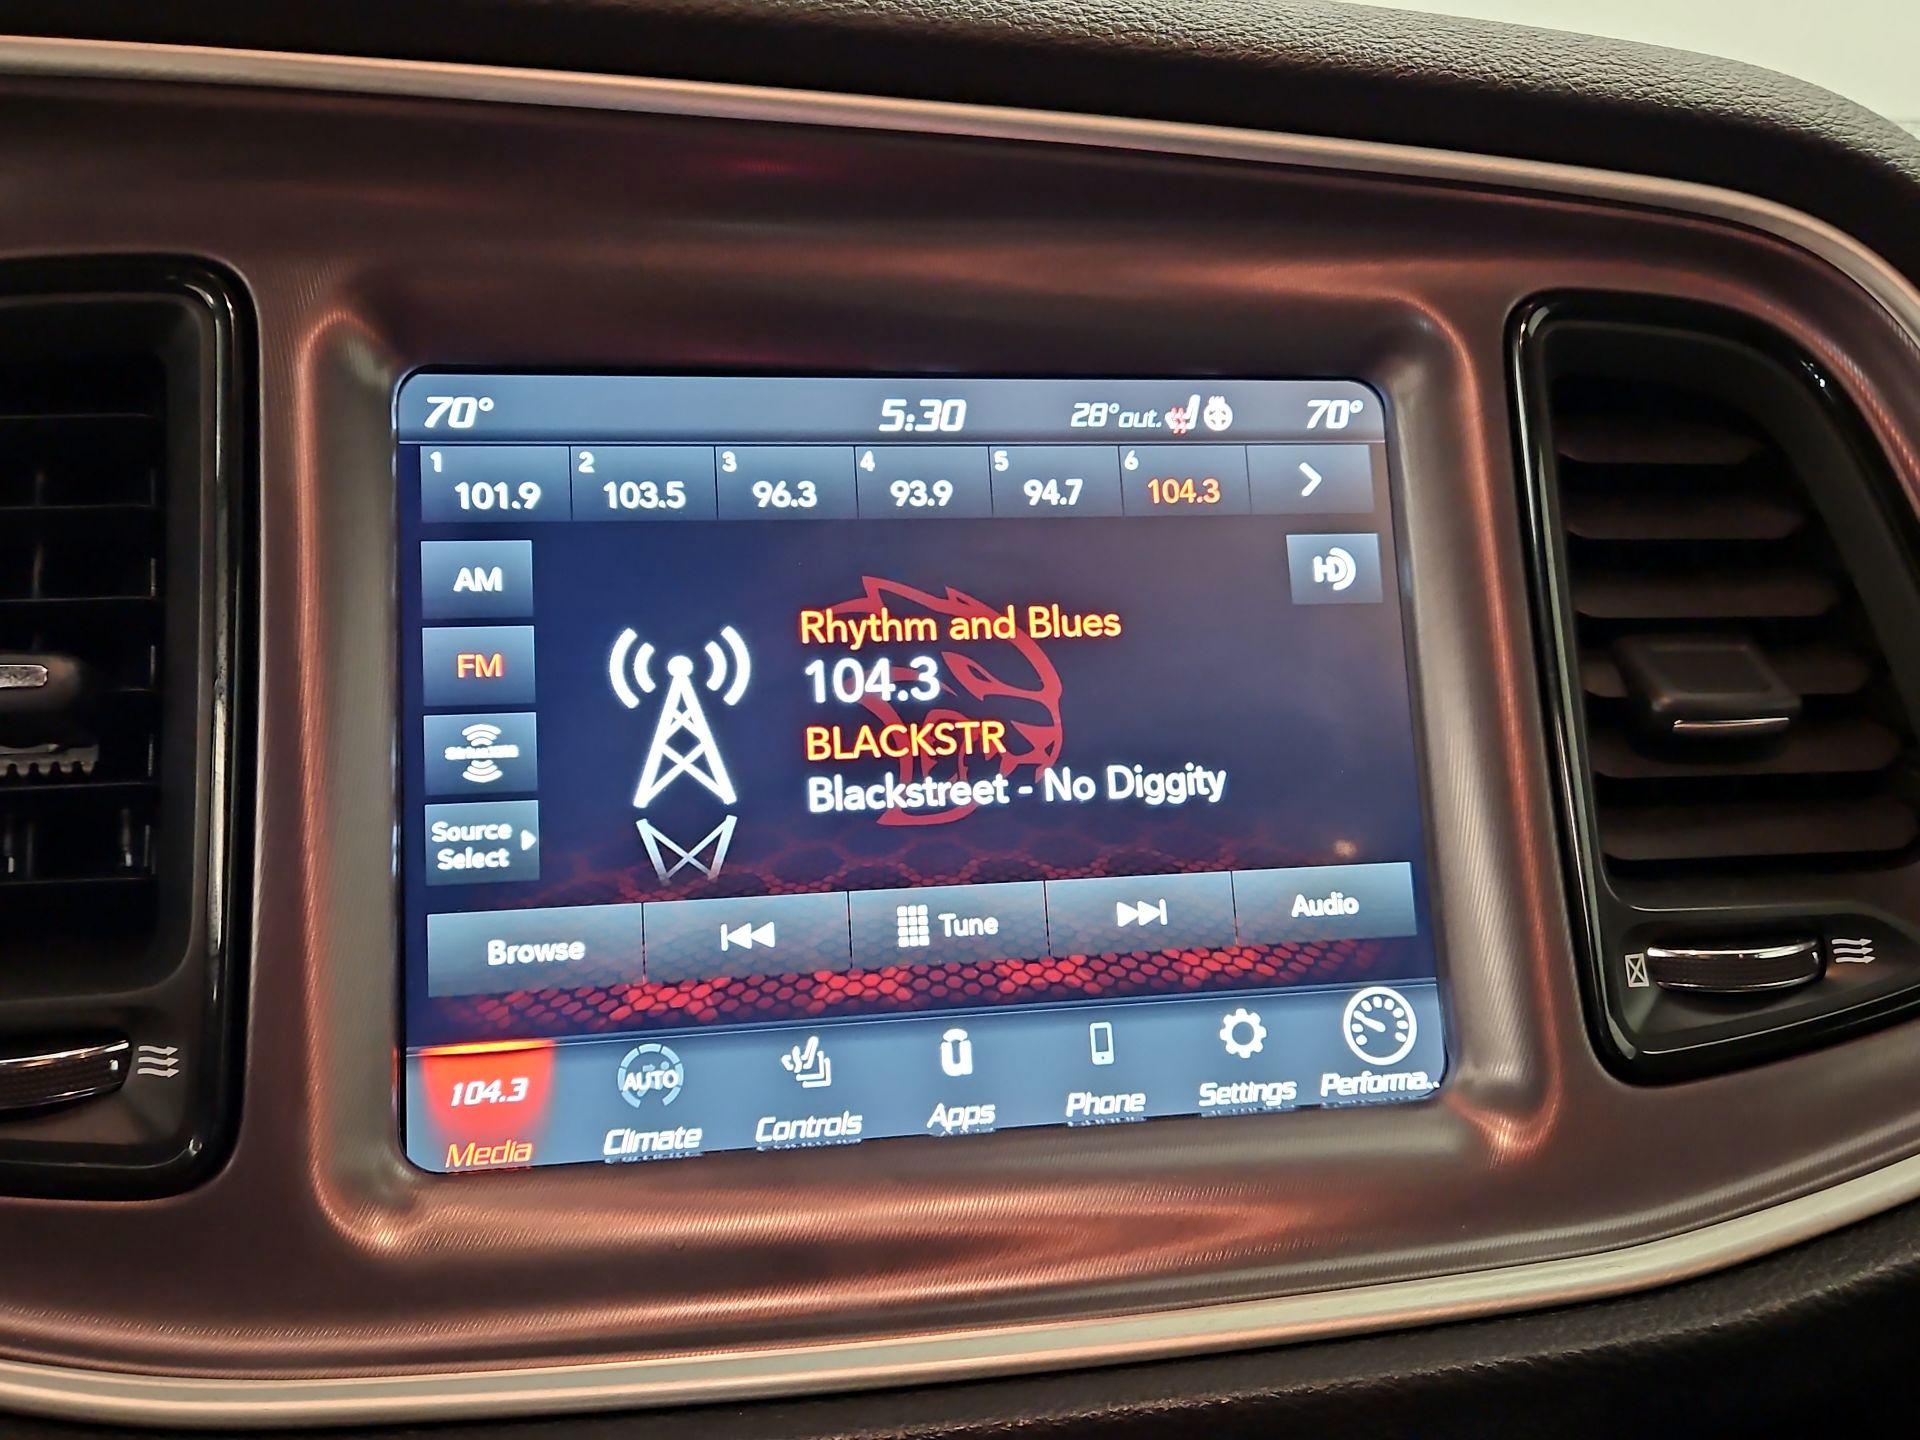 70° 5:30 28°out. 70°
1 2 3 4 5 6
101.9 103.5 96.3 93.9 94.7 104.3
HD
AM
FM
SiriusXM
Source
Select
Rhythm and Blues
104.3
BLACKSTR
Blackstreet - No Diggity
Browse Tune Audio
104.3 AUTO
Media Climate Controls Apps Phone Settings Performa..